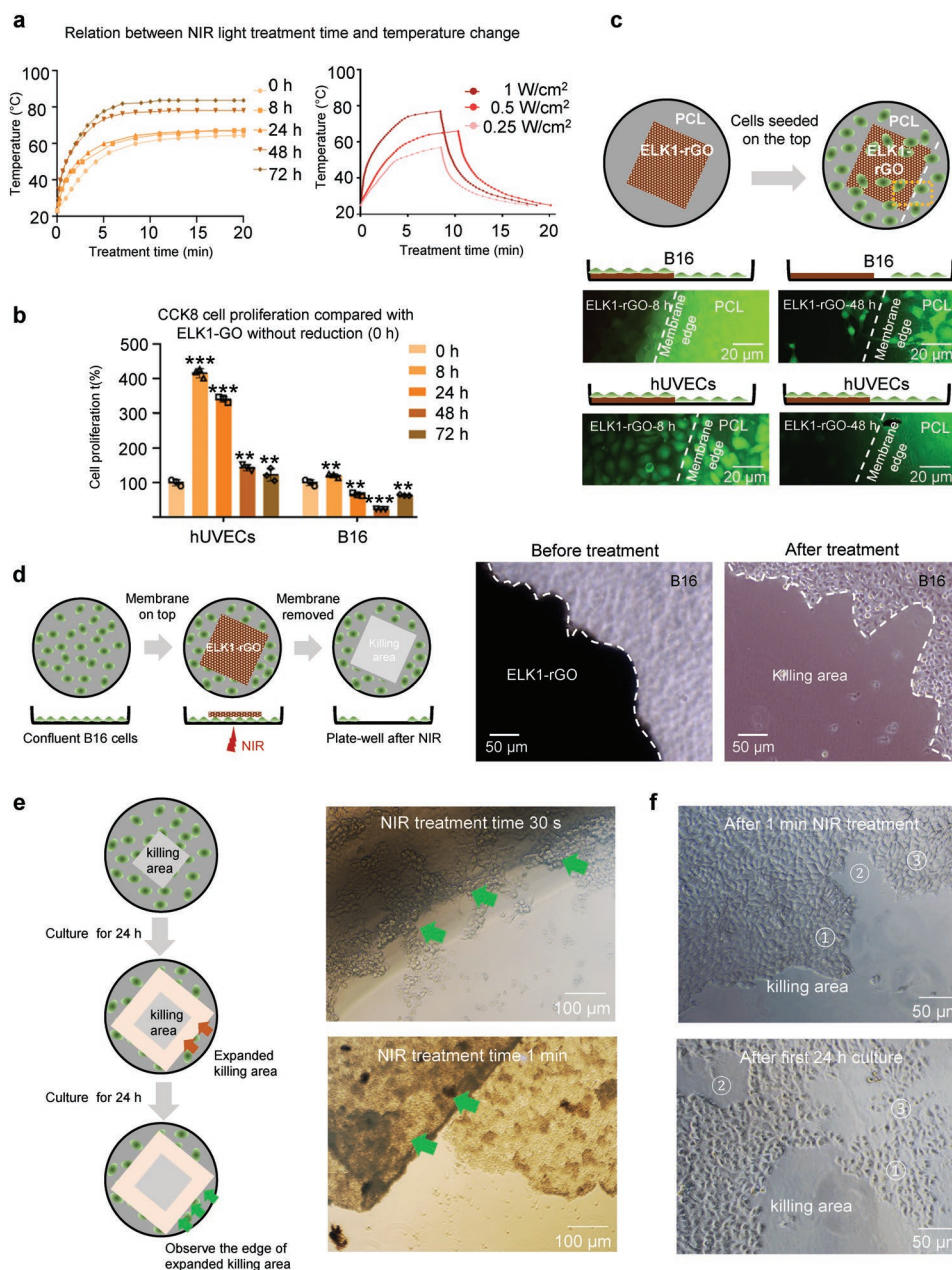 a
Relation between NIR light treatment time and temperature change
Temperature (°C)
100
80
60
40
20
0
5
10
15
20
Treatment time (min)
0 h
8 h
24 h
48 h
72 h
Temperature (°C)
100
80
60
40
20
0
5
10
15
20
Treatment time (min)
1 W/cm²
0.5 W/cm²
0.25 W/cm²
b
CCK8 cell proliferation compared with
ELK1-GO without reduction (0 h)
Cell proliferation t(%)
500
400
300
200
100
***
***
**
**
**
**
***
**
hUVECs
B16
0 h
8 h
24 h
48 h
72 h
c
PCL
ELK1-rGO
Cells seeded
on the top
PCL
ELK1-
rGO
B16
ELK1-rGO-8 h
Membrane
edge
PCL
20 μm
B16
ELK1-rGO-48 h
Membrane
edge
PCL
20 μm
hUVECs
ELK1-rGO-8 h
Membrane
edge
PCL
20 μm
hUVECs
ELK1-rGO-48 h
Membrane
edge
PCL
20 μm
d
Membrane
on top
ELK1-rGO
Membrane
removed
Killing
area
Confluent B16 cells
NIR
Plate-well after NIR
Before treatment
B16
ELK1-rGO
50 μm
After treatment
B16
Killing area
50 μm
e
killing
area
Culture for 24 h
killing
area
Expanded
killing area
Culture for 24 h
Observe the edge of
expanded killing area
NIR treatment time 30 s
100 μm
NIR treatment time 1 min
100 μm
f
After 1 min NIR treatment
③
②
①
killing area
50 μm
After first 24 h culture
②
③
①
killing area
50 μm